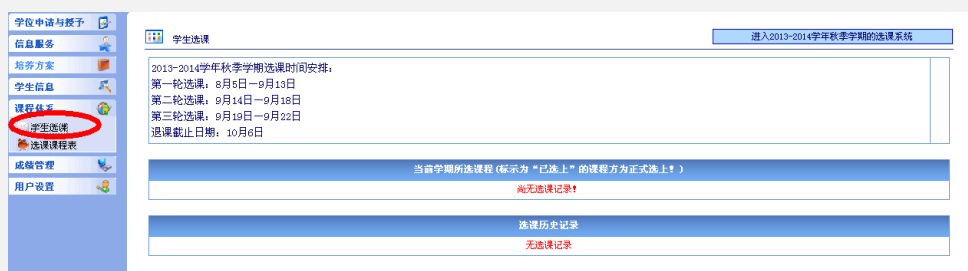 学位申请与授予
信息服务
培养方案
学生信息
课程体系
学生选课
选课课程表
成绩管理
用户设置
学生选课
进入2013-2014学年秋季学期的选课系统
2013-2014学年秋季学期选课时间安排：
第一轮选课：8月5日－9月13日
第二轮选课：9月14日－9月18日
第三轮选课：9月19日－9月22日
退课截止日期：10月6日
当前学期所选课程(标示为“已选上”的课程方为正式选上！)
尚无选课记录！
选课历史记录
无选课记录